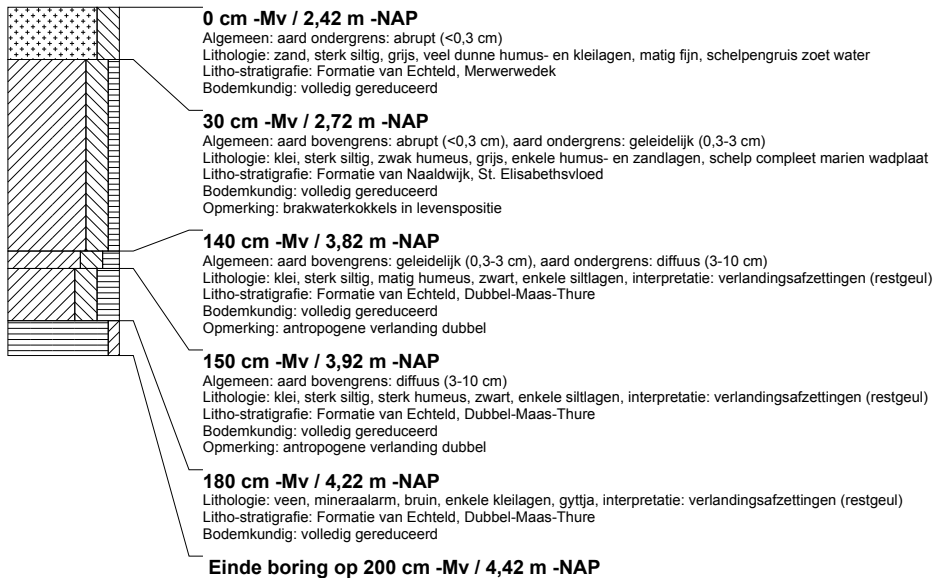 0 cm -Mv / 2,42 m -NAP
Algemeen: aard ondergrens: abrupt (<0,3 cm)
Lithologie: zand, sterk siltig, grijs, veel dunne humus- en kleilagen, matig fijn, schelpengruis zoet water
Litho-stratigrafie: Formatie van Echteld, Merwerwedek
Bodemkundig: volledig gereduceerd
30 cm -Mv / 2,72 m -NAP
Algemeen: aard bovengrens: abrupt (<0,3 cm), aard ondergrens: geleidelijk (0,3-3 cm)
Lithologie: klei, sterk siltig, zwak humeus, grijs, enkele humus- en zandlagen, schelp compleet marien wadplaat
Litho-stratigrafie: Formatie van Naaldwijk, St. Elisabethsvloed
Bodemkundig: volledig gereduceerd
Opmerking: brakwaterkokkels in levenspositie
140 cm -Mv / 3,82 m -NAP
Algemeen: aard bovengrens: geleidelijk (0,3-3 cm), aard ondergrens: diffuus (3-10 cm)
Lithologie: klei, sterk siltig, matig humeus, zwart, enkele siltlagen, interpretatie: verlandingsafzettingen (restgeul)
Litho-stratigrafie: Formatie van Echteld, Dubbel-Maas-Thure
Bodemkundig: volledig gereduceerd
Opmerking: antropogene verlanding dubbel
150 cm -Mv / 3,92 m -NAP
Algemeen: aard bovengrens: diffuus (3-10 cm)
Lithologie: klei, sterk siltig, sterk humeus, zwart, enkele siltlagen, interpretatie: verlandingsafzettingen (restgeul)
Litho-stratigrafie: Formatie van Echteld, Dubbel-Maas-Thure
Bodemkundig: volledig gereduceerd
Opmerking: antropogene verlanding dubbel
180 cm -Mv / 4,22 m -NAP
Lithologie: veen, mineraalarm, bruin, enkele kleilagen, gyttja, interpretatie: verlandingsafzettingen (restgeul)
Litho-stratigrafie: Formatie van Echteld, Dubbel-Maas-Thure
Bodemkundig: volledig gereduceerd
Einde boring op 200 cm -Mv / 4,42 m -NAP